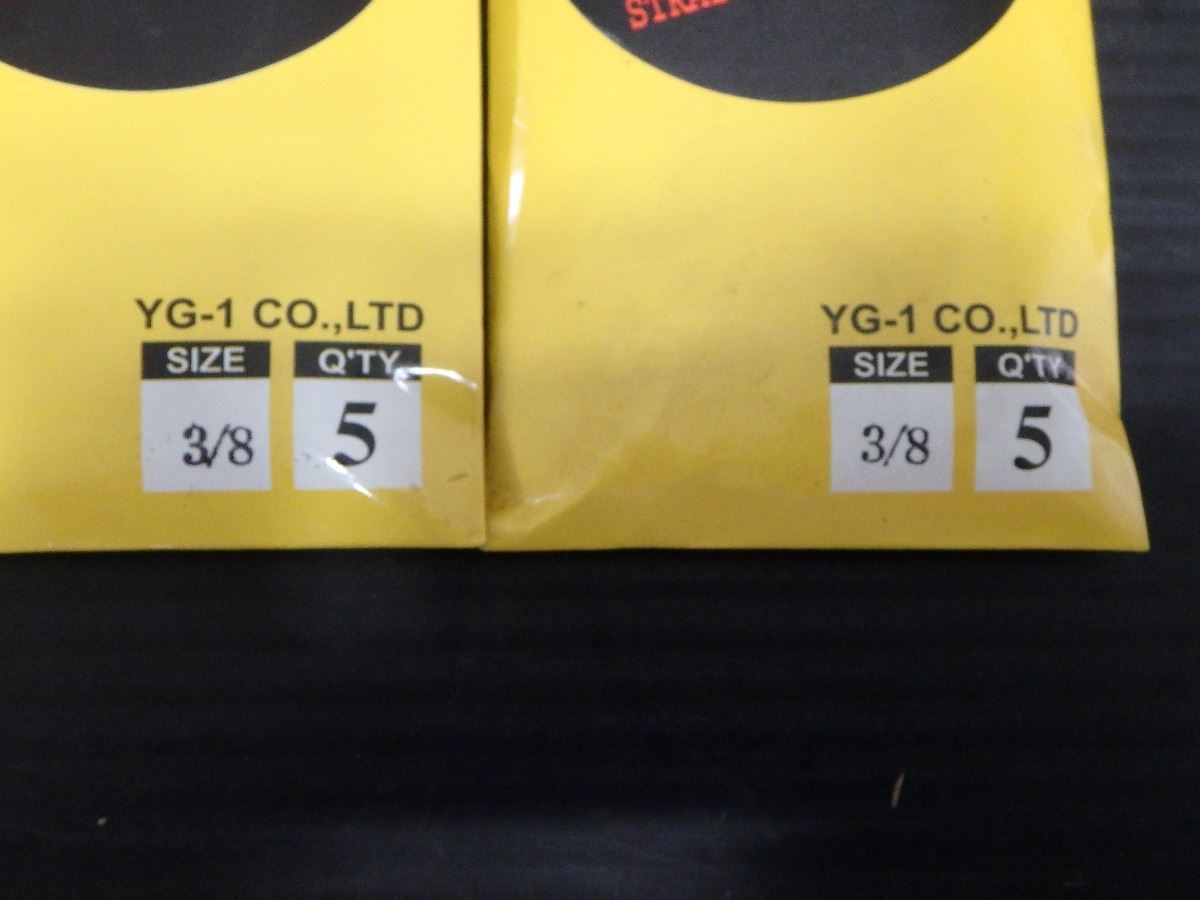 YG-1 CO.,LTD
SIZE Q'TY
3/8 5
YG-1 CO.,LTD
SIZE Q'TY
3/8 5